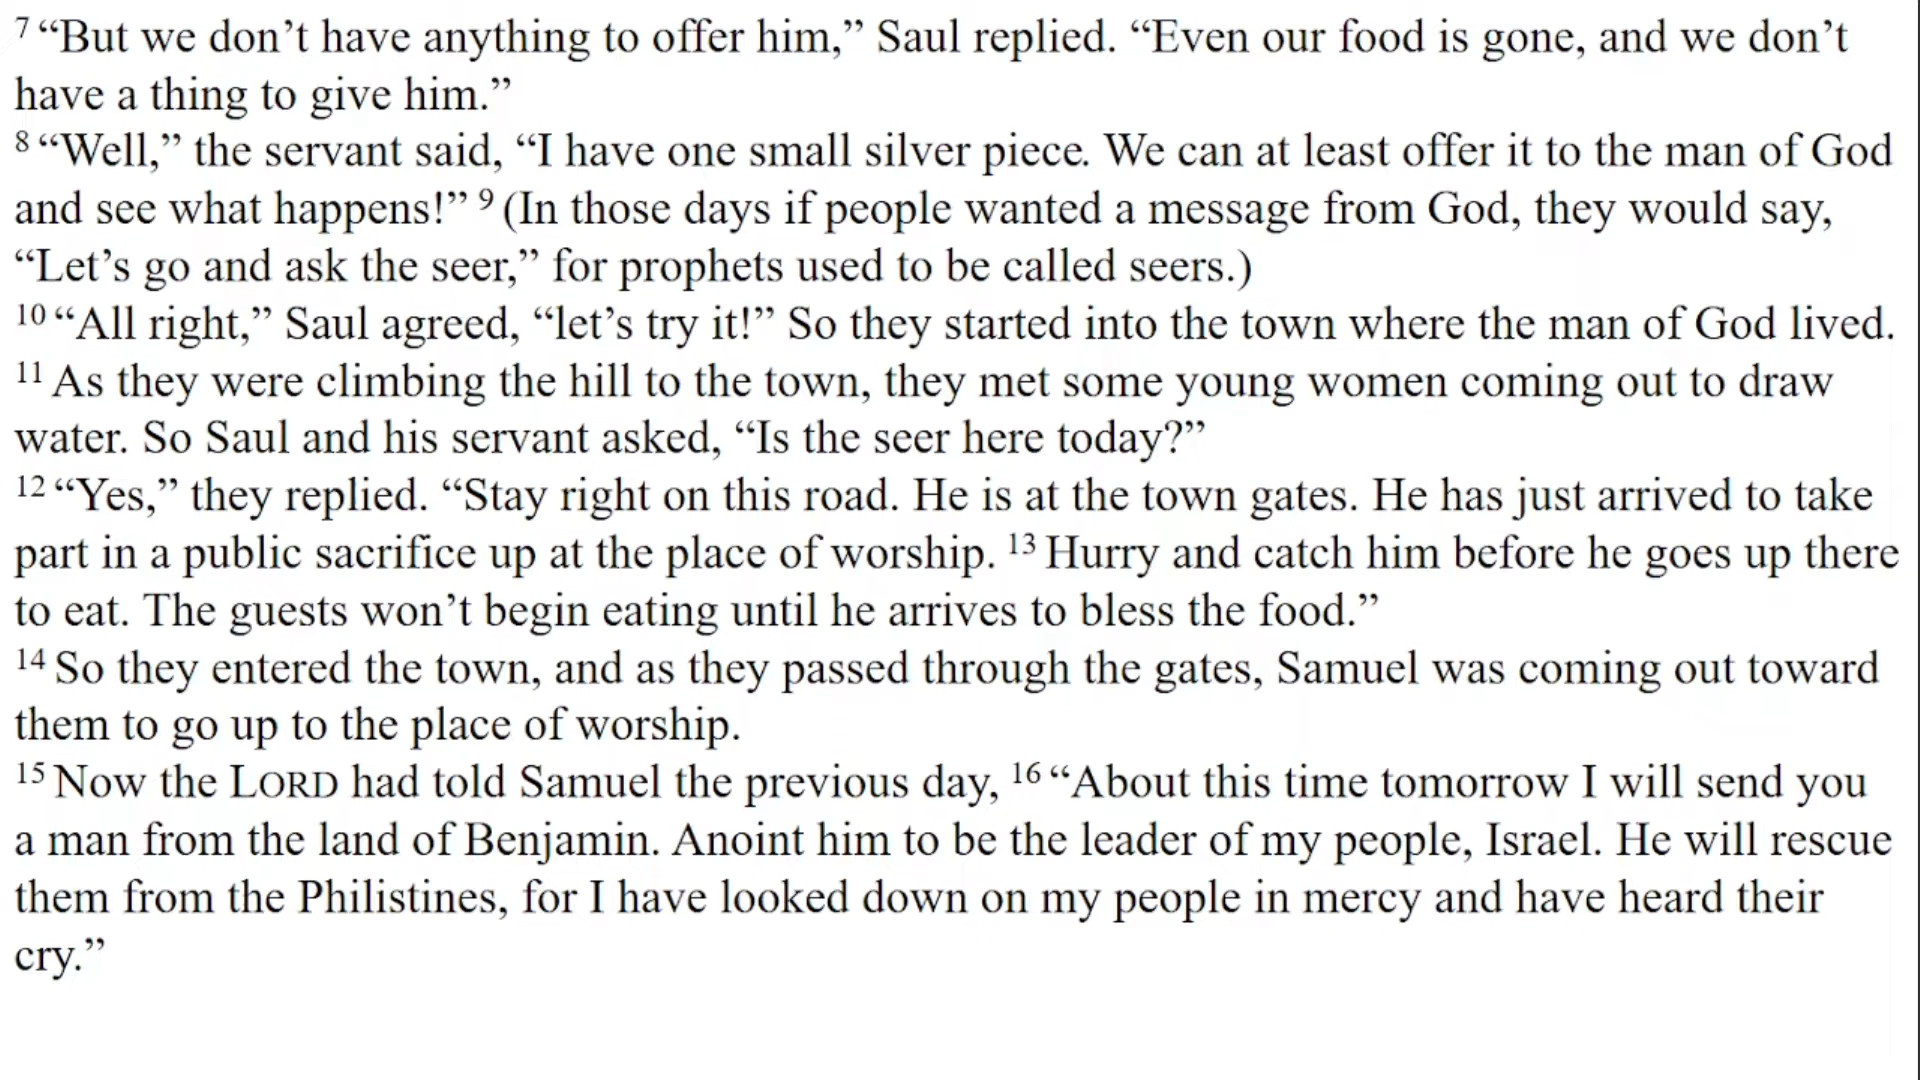 7 “But we don’t have anything to offer him,” Saul replied. “Even our food is gone, and we don’t
have a thing to give him.”
8 “Well,” the servant said, “I have one small silver piece. We can at least offer it to the man of God
and see what happens!” 9 (In those days if people wanted a message from God, they would say,
“Let’s go and ask the seer,” for prophets used to be called seers.)
10 “All right,” Saul agreed, “let’s try it!” So they started into the town where the man of God lived.
11 As they were climbing the hill to the town, they met some young women coming out to draw
water. So Saul and his servant asked, “Is the seer here today?”
12 “Yes,” they replied. “Stay right on this road. He is at the town gates. He has just arrived to take
part in a public sacrifice up at the place of worship. 13 Hurry and catch him before he goes up there
to eat. The guests won’t begin eating until he arrives to bless the food.”
14 So they entered the town, and as they passed through the gates, Samuel was coming out toward
them to go up to the place of worship.
15 Now the LORD had told Samuel the previous day, 16 “About this time tomorrow I will send you
a man from the land of Benjamin. Anoint him to be the leader of my people, Israel. He will rescue
them from the Philistines, for I have looked down on my people in mercy and have heard their
cry.”